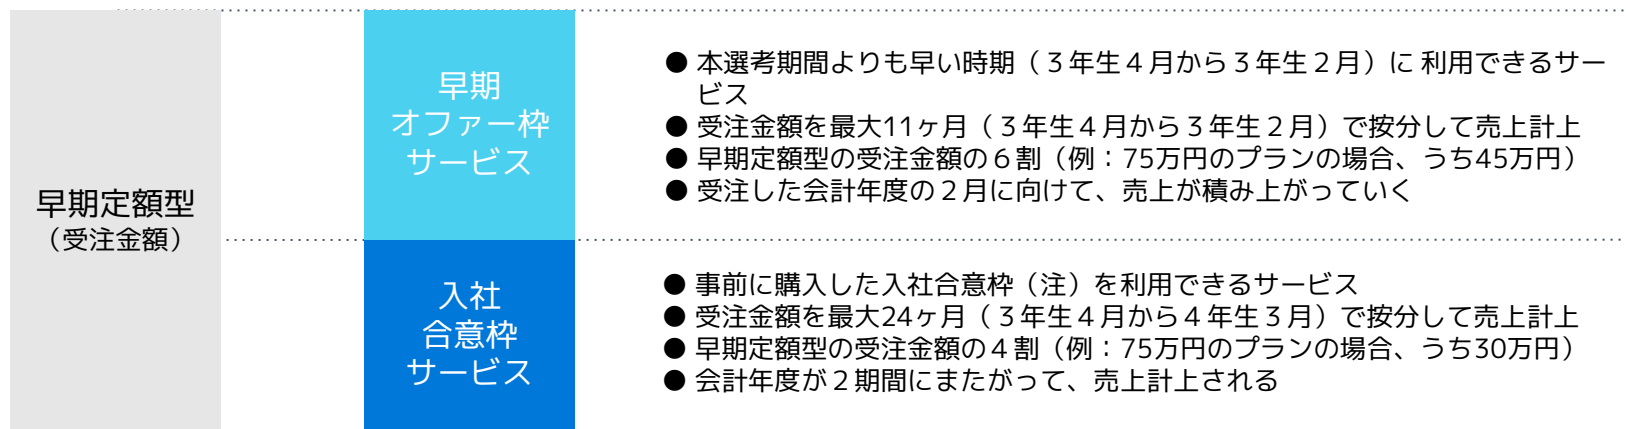 早期定額型
（受注金額）
早期
オファー枠
サービス
● 本選考期間よりも早い時期（３年生４月から３年生２月）に 利用できるサー
ビス
● 受注金額を最大11ヶ月（３年生４月から３年生２月）で按分して売上計上
● 早期定額型の受注金額の６割（例：75万円のプランの場合、うち45万円）
● 受注した会計年度の２月に向けて、売上が積み上がっていく
入社
合意枠
サービス
● 事前に購入した入社合意枠（注）を利用できるサービス
● 受注金額を最大24ヶ月（３年生４月から４年生３月）で按分して売上計上
● 早期定額型の受注金額の４割（例：75万円のプランの場合、うち30万円）
● 会計年度が２期間にまたがって、売上計上される